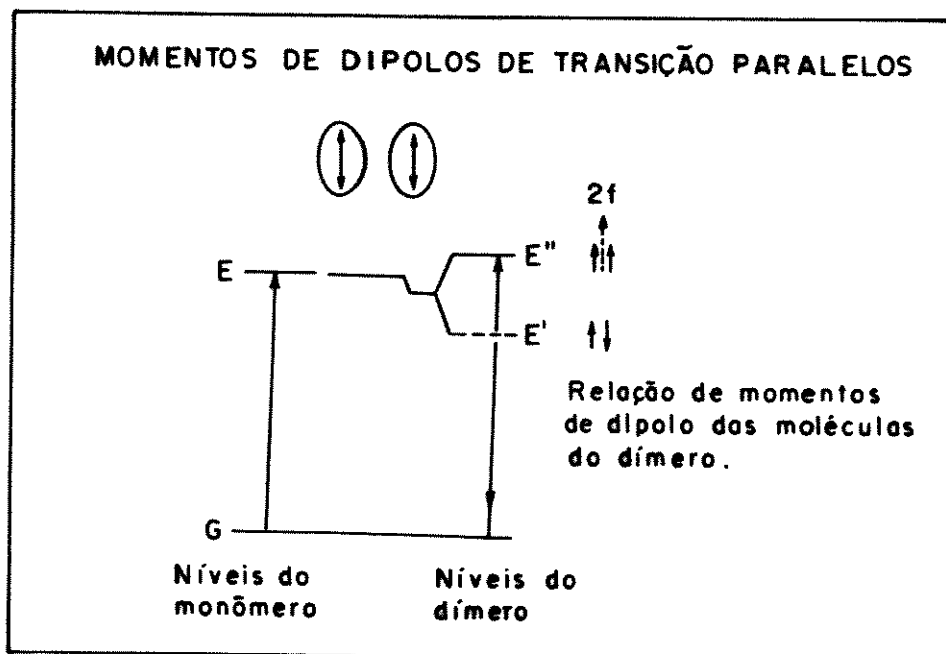 MOMENTOS DE DIPOLOS DE TRANSIÇÃO PARALELOS
2f
E
E"
E'
Relação de momentos
de dipolo das moléculas
do dímero.
G
Níveis do
monômero
Níveis do
dímero